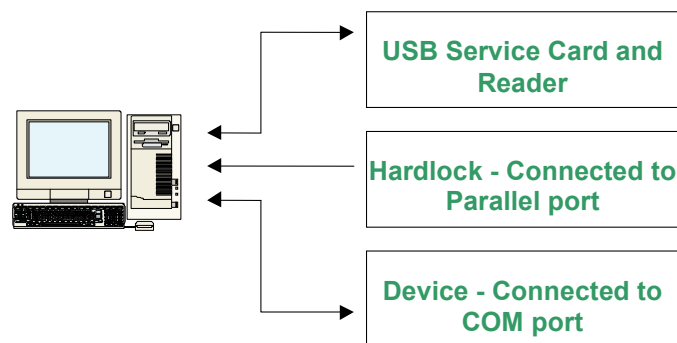 USB Service Card and
Reader
Hardlock - Connected to
Parallel port
Device - Connected to
COM port